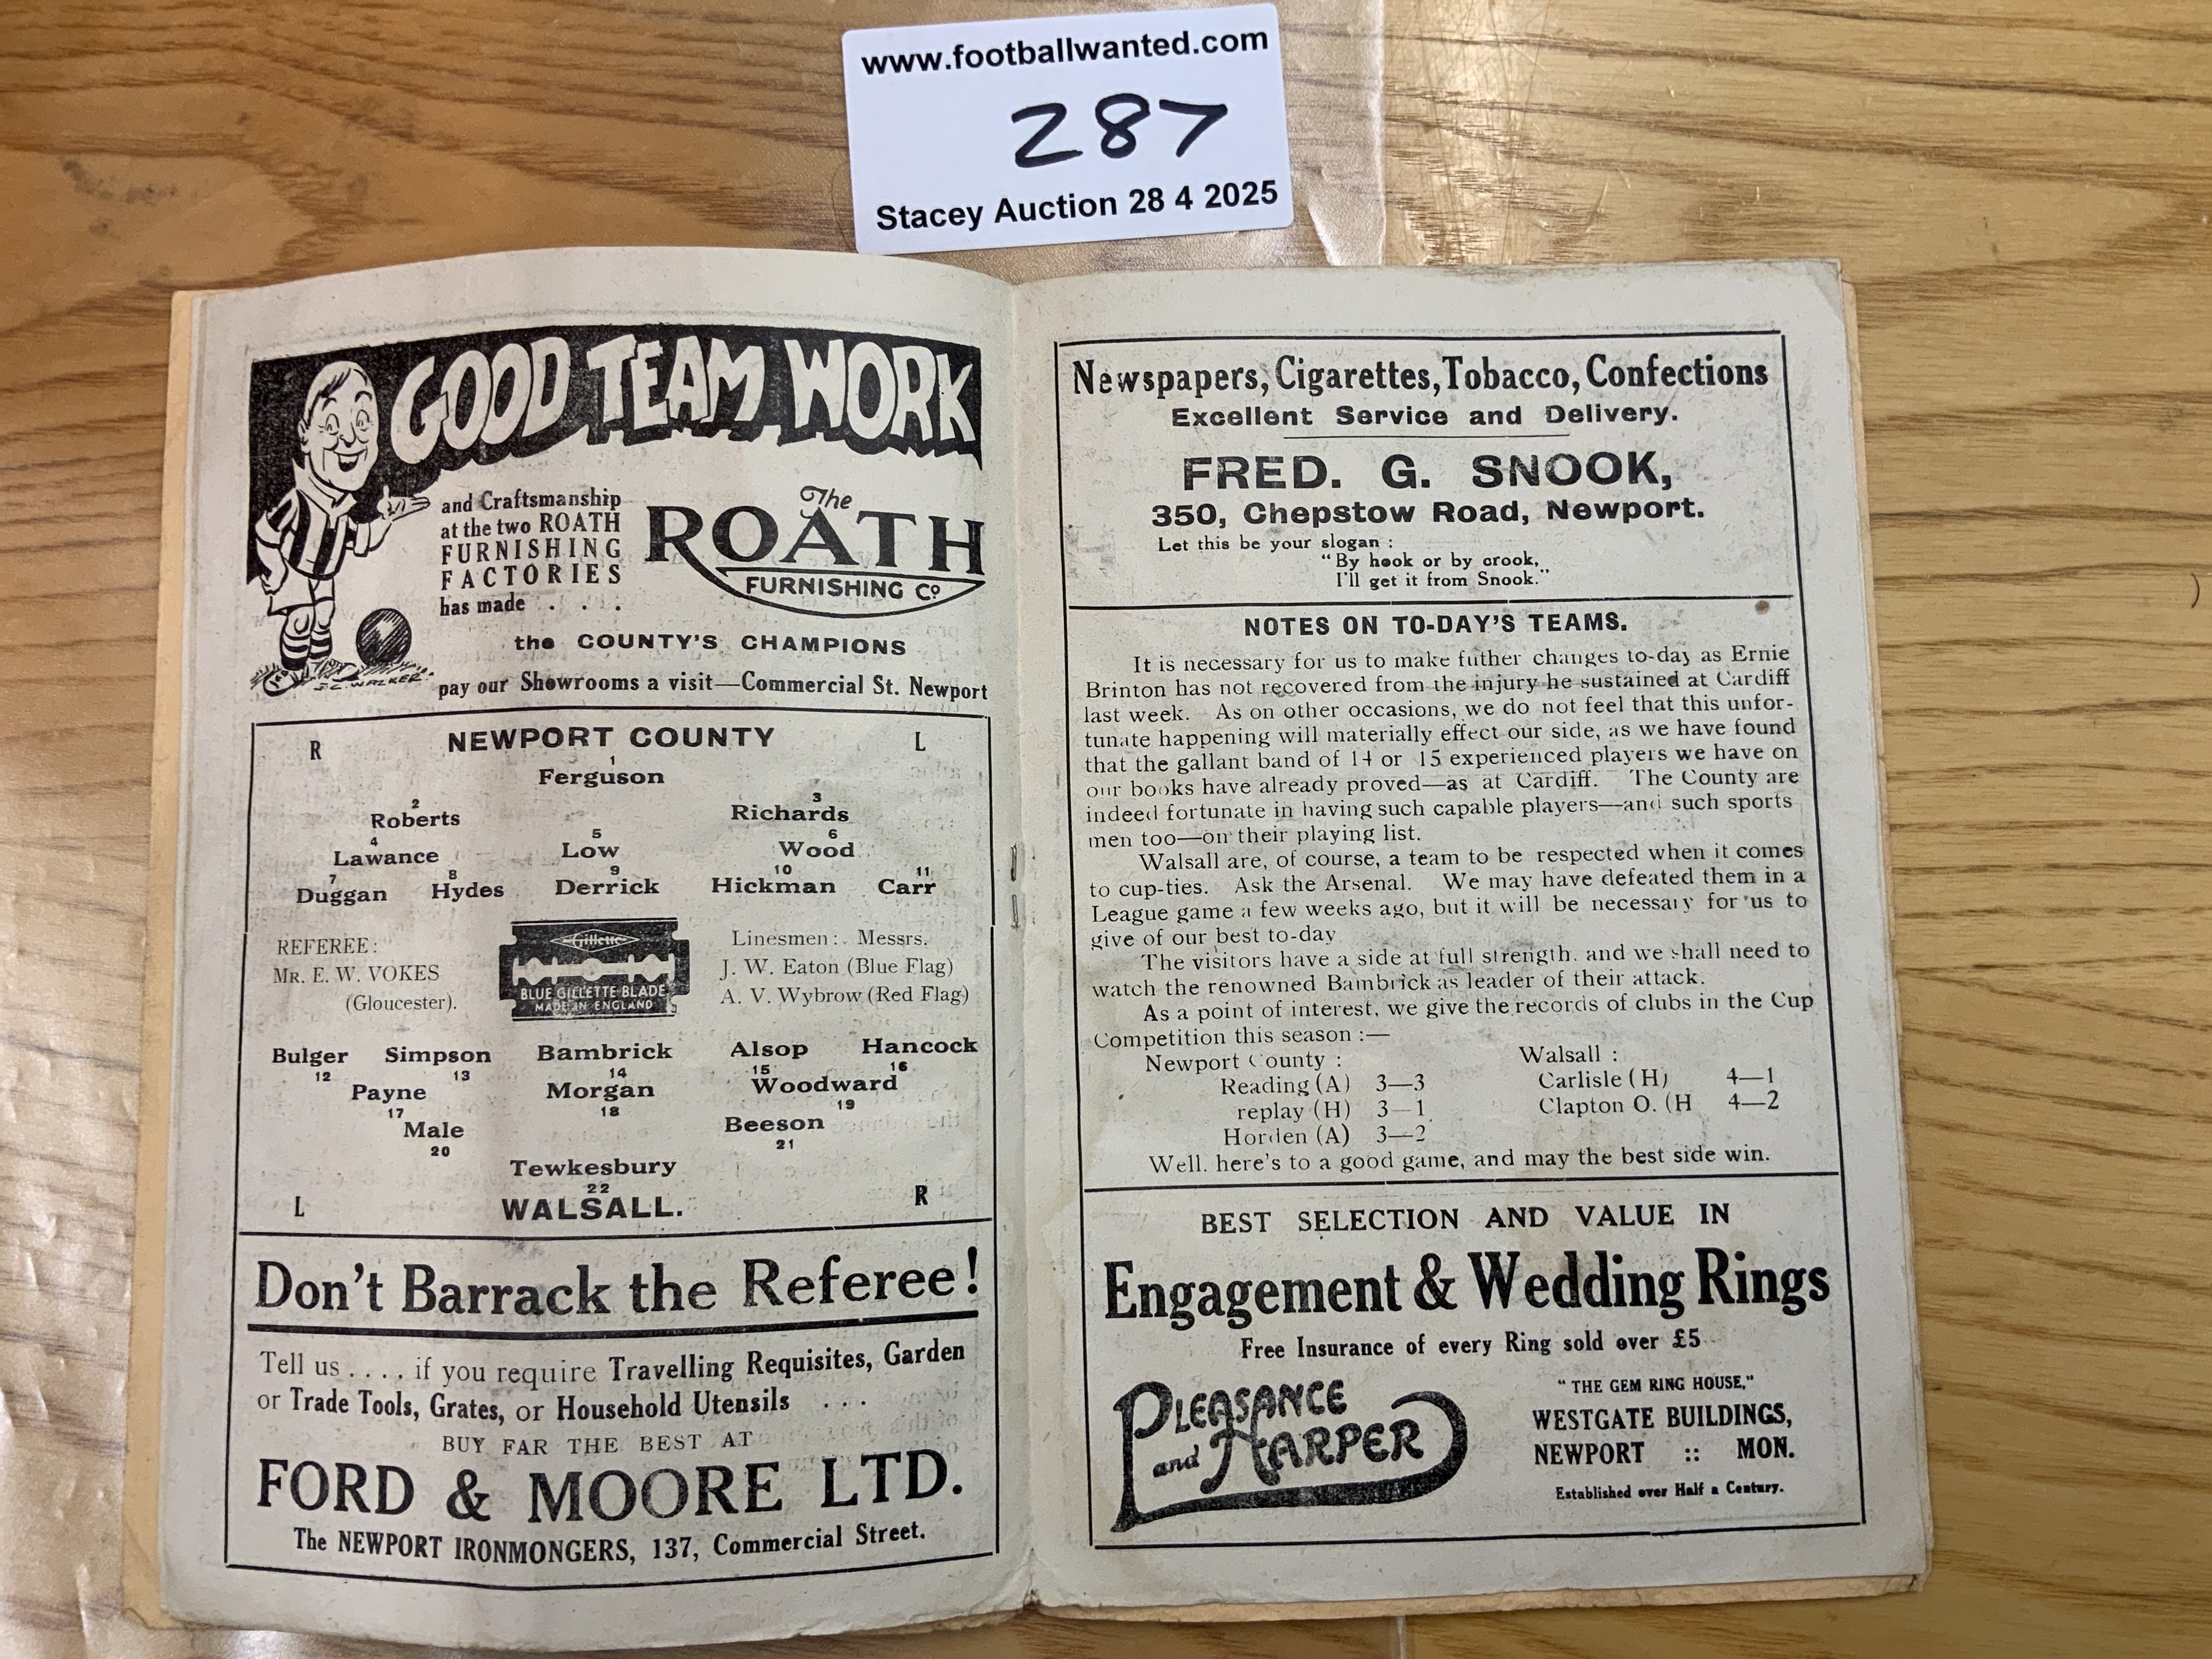 www.footballwanted.com
287
Stacey Auction 28 4 2025
GOOD TEAM WORK
and Craftsmanship
at the two ROATH
FURNISHING
FACTORIES
has made . . .
The
ROATH
FURNISHING Cº
the COUNTY'S CHAMPIONS
pay our Showrooms a visit—Commercial St. Newport
J.C. WALKER.
R NEWPORT COUNTY L
1
Ferguson
2 3
Roberts Richards
4 5 6
Lawance Low Wood
7 8 9 10 11
Duggan Hydes Derrick Hickman Carr
REFEREE:
MR. E. W. VOKES
(Gloucester).
Gillette
BLUE GILLETTE BLADE
MADE IN ENGLAND
Linesmen : Messrs.
J. W. Eaton (Blue Flag)
A. V. Wybrow (Red Flag)
Bulger Simpson Bambrick Alsop Hancock
12 13 14 15 16
Payne Morgan Woodward
17 18 19
Male Beeson
20 21
Tewkesbury
22
L WALSALL. R
Don't Barrack the Referee!
Tell us . . . . if you require Travelling Requisites, Garden
or Trade Tools, Grates, or Household Utensils . . .
BUY FAR THE BEST AT
FORD & MOORE LTD.
The NEWPORT IRONMONGERS, 137, Commercial Street.
Newspapers, Cigarettes, Tobacco, Confections
Excellent Service and Delivery.
FRED. G. SNOOK,
350, Chepstow Road, Newport.
Let this be your slogan :
"By hook or by crook,
I'll get it from Snook."
NOTES ON TO-DAY'S TEAMS.
It is necessary for us to make futher changes to-day as Ernie
Brinton has not recovered from the injury he sustained at Cardiff
last week. As on other occasions, we do not feel that this unfor-
tunate happening will materially effect our side, as we have found
that the gallant band of 14 or 15 experienced players we have on
our books have already proved—as at Cardiff. The County are
indeed fortunate in having such capable players—and such sports
men too—on their playing list.
Walsall are, of course, a team to be respected when it comes
to cup-ties. Ask the Arsenal. We may have defeated them in a
League game a few weeks ago, but it will be necessary for us to
give of our best to-day
The visitors have a side at full strength. and we shall need to
watch the renowned Bambrick as leader of their attack.
As a point of interest, we give the records of clubs in the Cup
Competition this season :—
Newport County : Walsall :
Reading (A) 3—3 Carlisle (H) 4—1
replay (H) 3—1 Clapton O. (H 4—2
Horden (A) 3—2
Well. here's to a good game, and may the best side win.
BEST SELECTION AND VALUE IN
Engagement & Wedding Rings
Free Insurance of every Ring sold over £5
PLEASANCE
and HARPER
"THE GEM RING HOUSE,"
WESTGATE BUILDINGS,
NEWPORT :: MON.
Established over Half a Century.